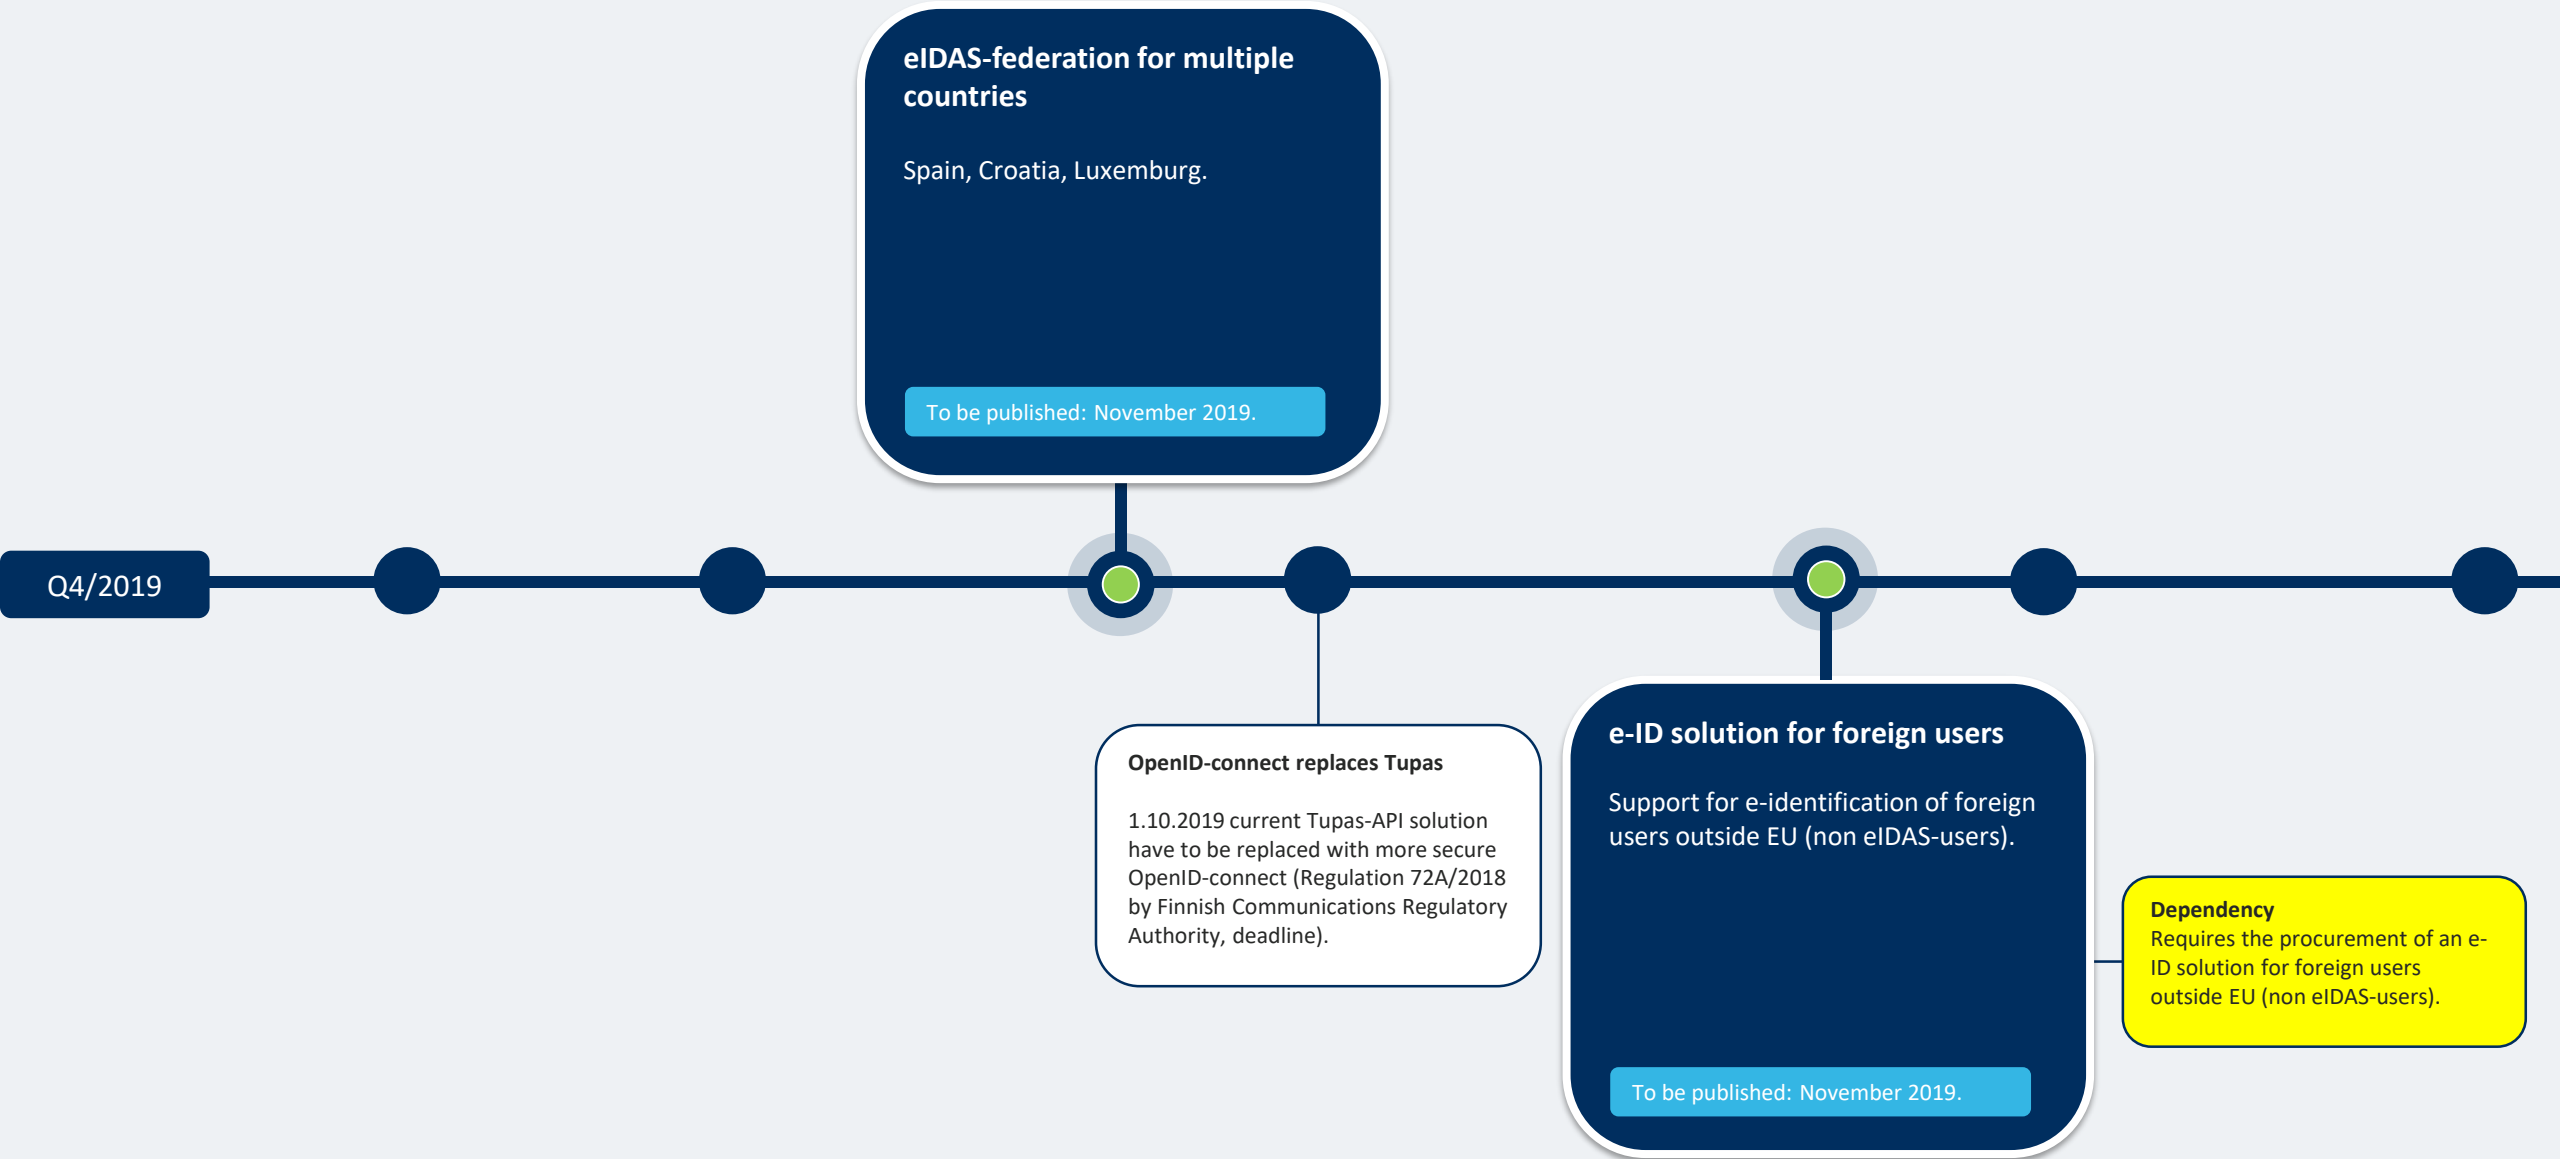 eIDAS-federation for multiple
countries
Spain, Croatia, Luxemburg.
To be published: November 2019.
Q4/2019
OpenID-connect replaces Tupas
1.10.2019 current Tupas-API solution
have to be replaced with more secure
OpenID-connect (Regulation 72A/2018
by Finnish Communications Regulatory
Authority, deadline).
e-ID solution for foreign users
Support for e-identification of foreign
users outside EU (non eIDAS-users).
To be published: November 2019.
Dependency
Requires the procurement of an e-
ID solution for foreign users
outside EU (non eIDAS-users).